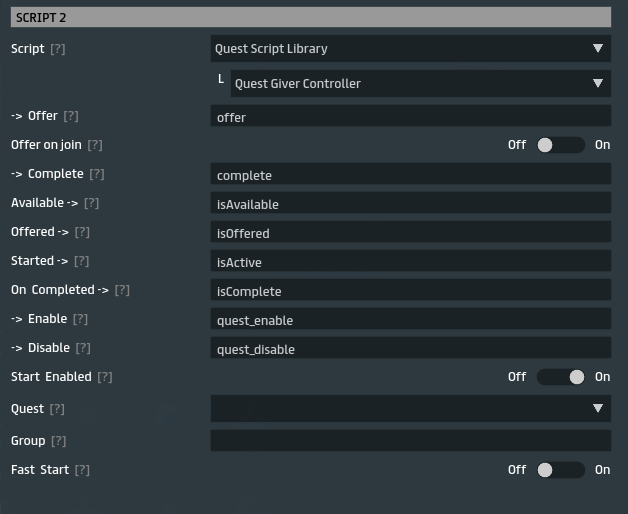 SCRIPT 2
Script [?] Quest Script Library
Quest Giver Controller
-> Offer [?] offer
Offer on join [?] Off On
-> Complete [?] complete
Available -> [?] isAvailable
Offered -> [?] isOffered
Started -> [?] isActive
On Completed -> [?] isComplete
-> Enable [?] quest_enable
-> Disable [?] quest_disable
Start Enabled [?] Off On
Quest [?]
Group [?]
Fast Start [?] Off On